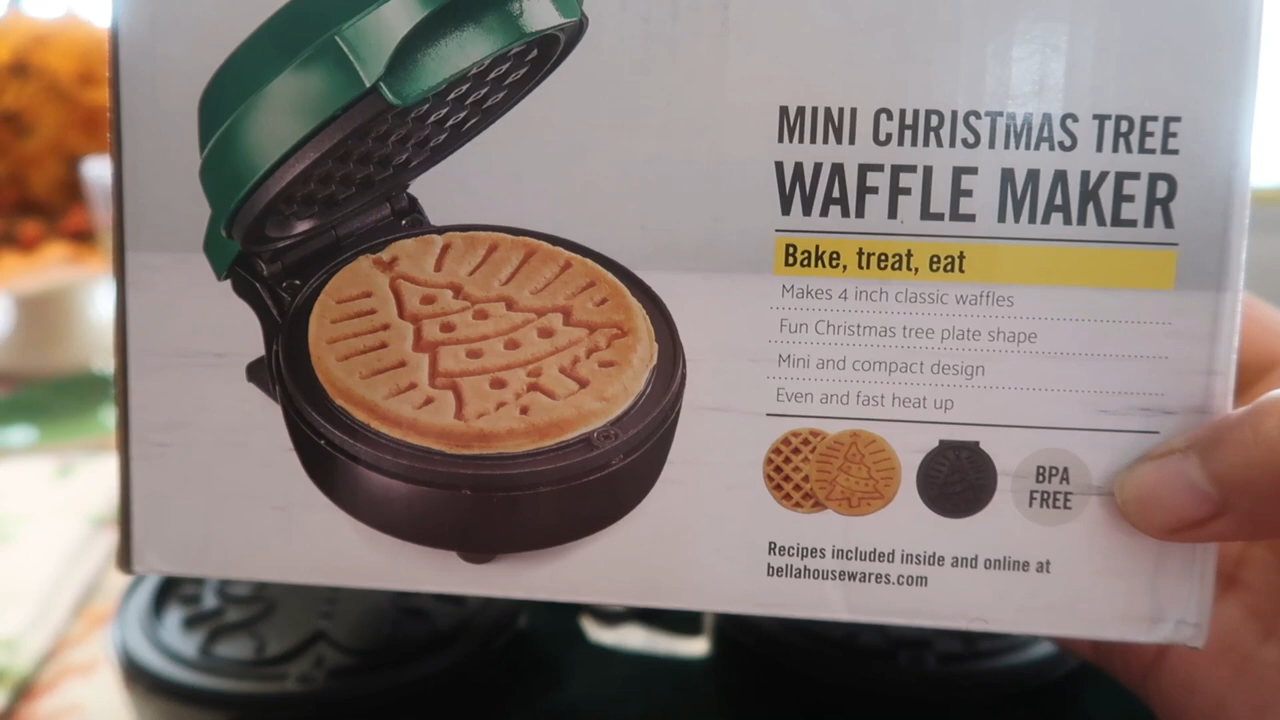 MINI CHRISTMAS TREE
WAFFLE MAKER
Bake, treat, eat
Makes 4 inch classic waffles
Fun Christmas tree plate shape
Mini and compact design
Even and fast heat up
BPA
FREE
Recipes included inside and online at
bellahousewares.com